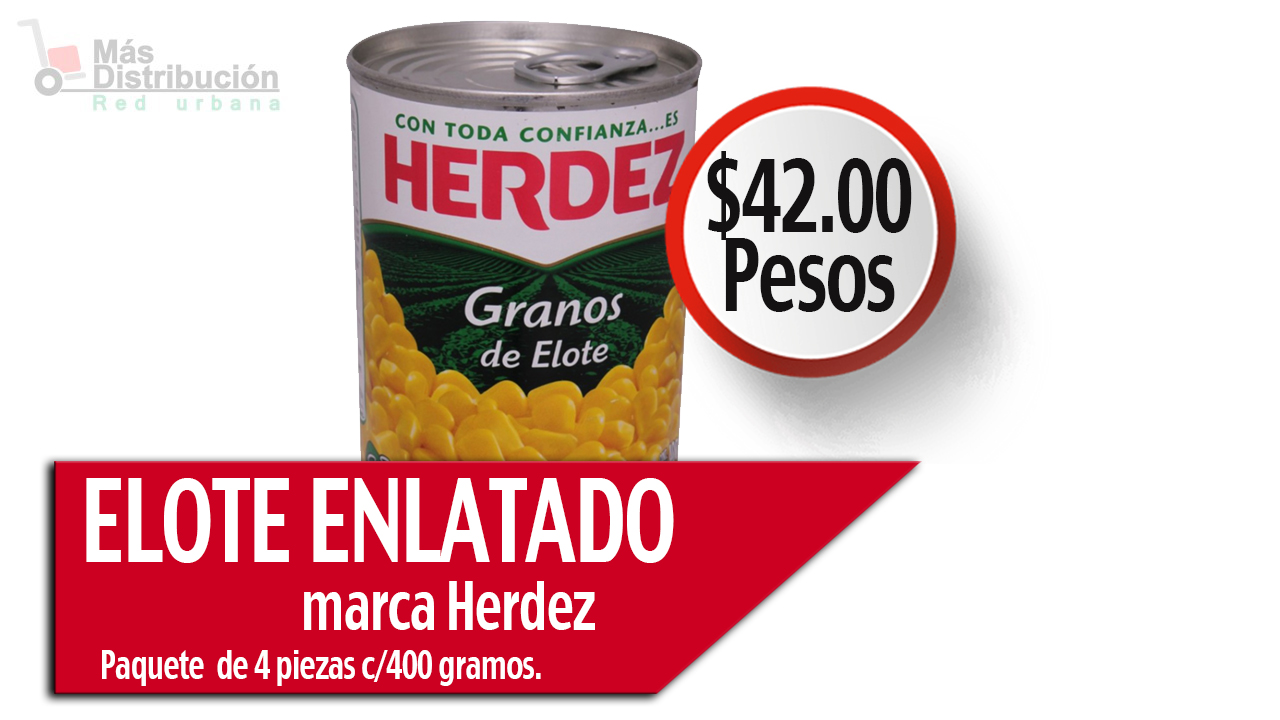 Más
Distribución
Red urbana
CON TODA CONFIANZA...ES
HERDEZ
Granos
de Elote
$42.00
Pesos
ELOTE ENLATADO
marca Herdez
Paquete de 4 piezas c/400 gramos.